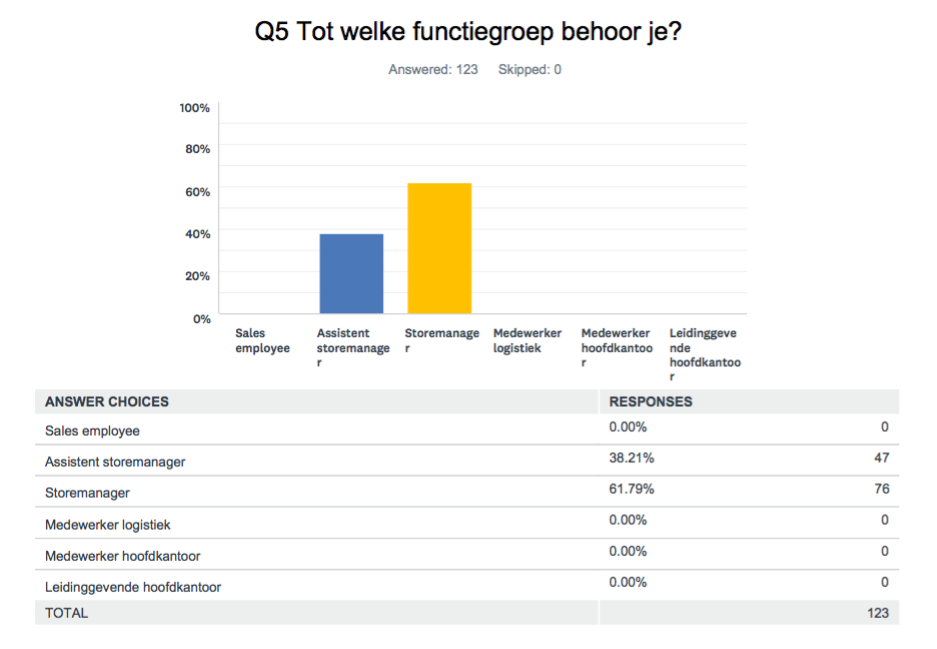 Q5 Tot welke functiegroep behoor je?
Answered: 123 Skipped: 0
100%
80%
60%
40%
20%
0%
Sales
employee
Assistent
storemanage
r
Storemanage
r
Medewerker
logistiek
Medewerker
hoofdkantoo
r
Leidinggeve
nde
hoofdkantoo
r
ANSWER CHOICES RESPONSES
Sales employee 0.00% 0
Assistent storemanager 38.21% 47
Storemanager 61.79% 76
Medewerker logistiek 0.00% 0
Medewerker hoofdkantoor 0.00% 0
Leidinggevende hoofdkantoor 0.00% 0
TOTAL 123